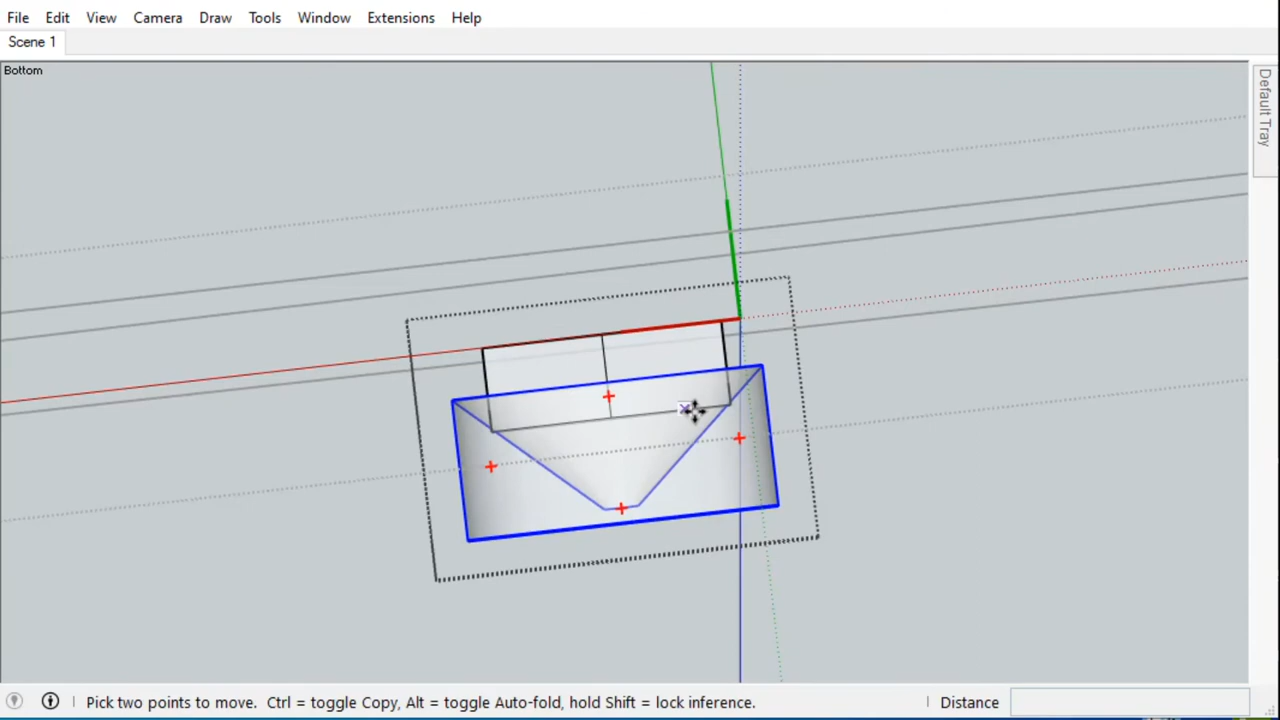 File Edit View Camera Draw Tools Window Extensions Help
Scene 1
Bottom
Default Tray
Pick two points to move. Ctrl = toggle Copy, Alt = toggle Auto-fold, hold Shift = lock inference.
Distance